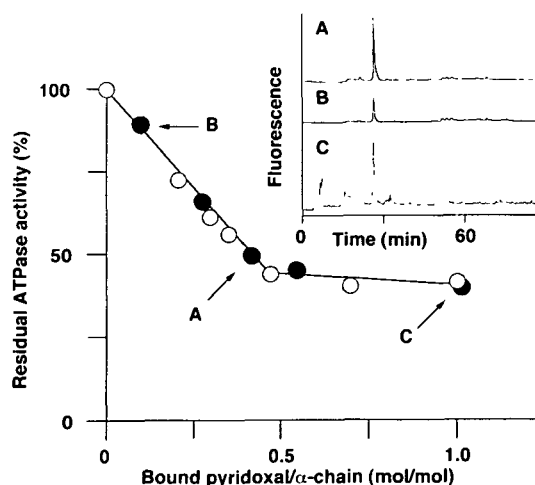 Residual ATPase activity (%)
100
50
0
B
A
C
0
0.5
1.0
Bound pyridoxal/α-chain (mol/mol)
Fluorescence
A
B
C
0
60
Time (min)